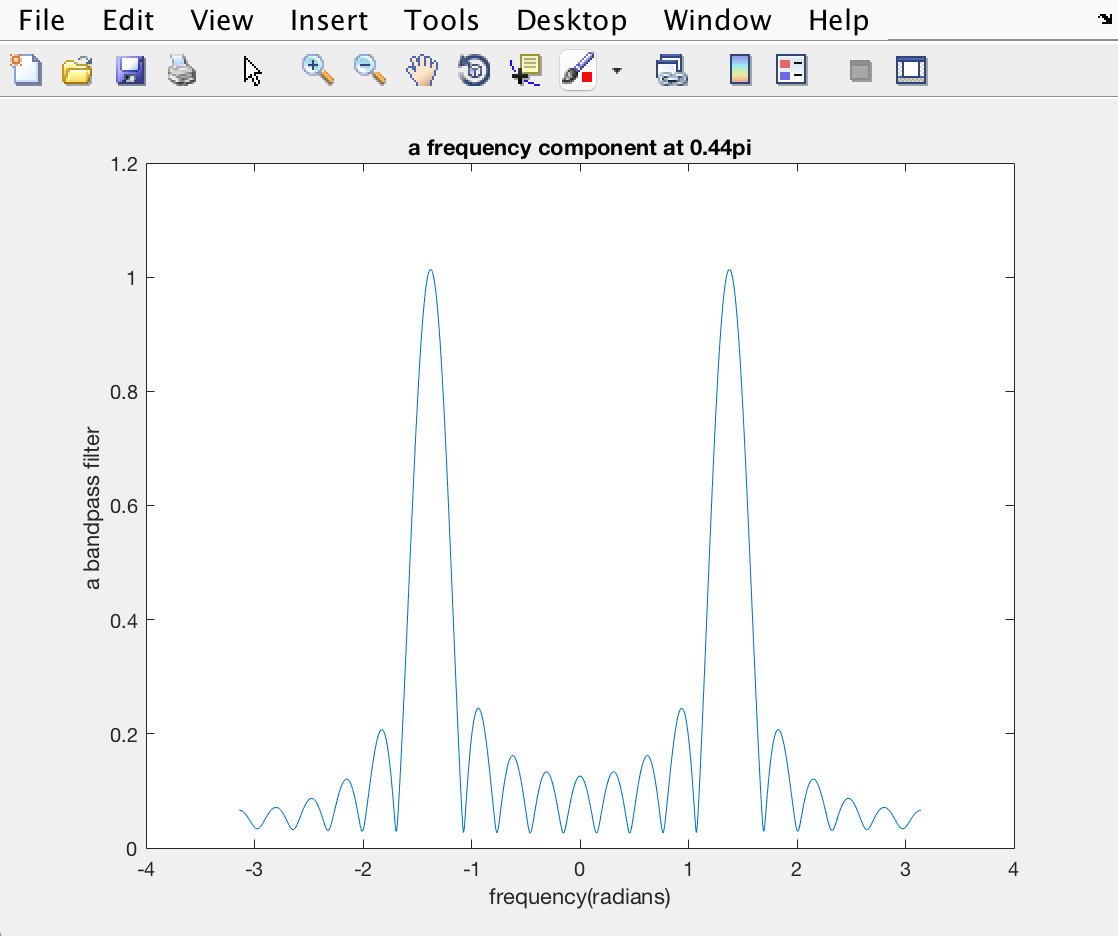 File Edit View Insert Tools Desktop Window Help
a frequency component at 0.44pi
1.2
1
0.8
0.6
0.4
0.2
0
a bandpass filter
-4 -3 -2 -1 0 1 2 3 4
frequency(radians)